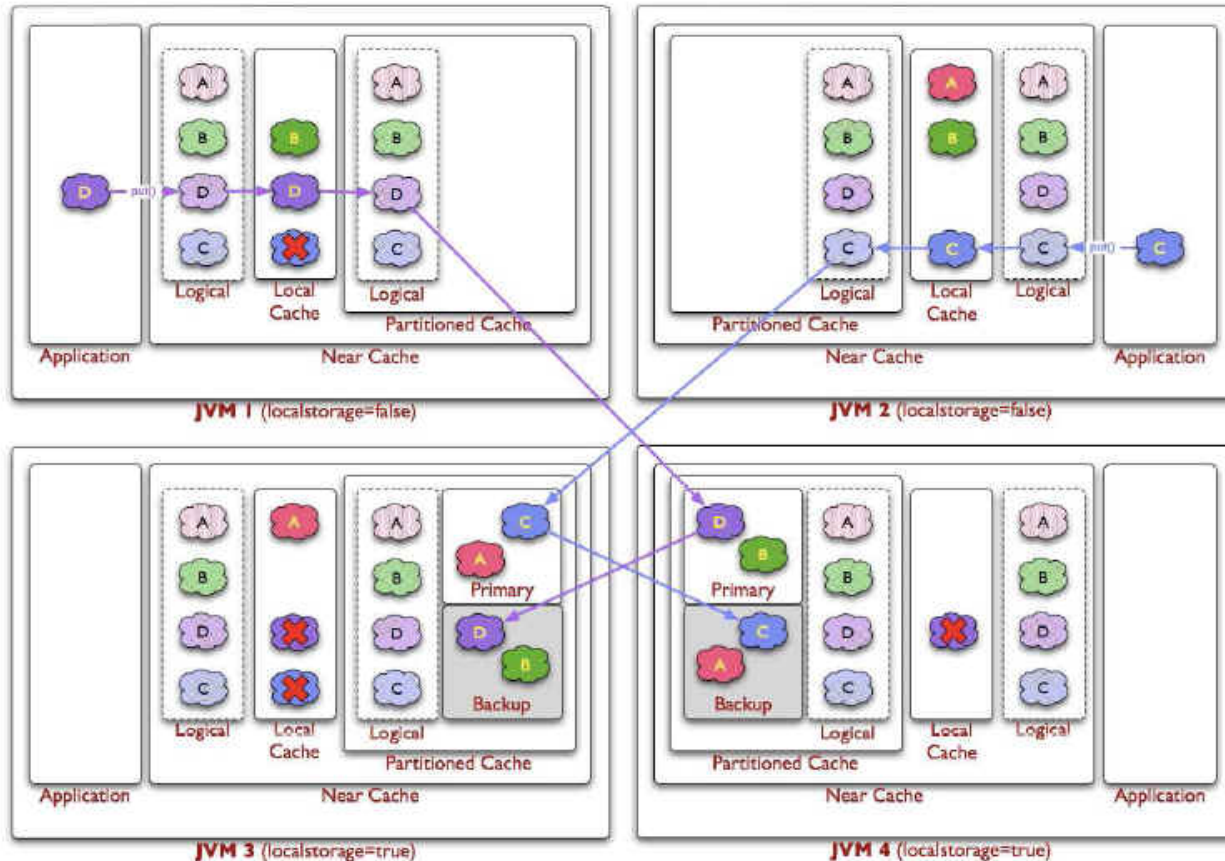 A
B
D
put()
D
D
D
C
C
Logical
Local
Cache
Logical
Partitioned Cache
Application
Near Cache
JVM 1 (localstorage=false)
A
B
A
A
A
B
B
B
D
D
C
C
C
put()
C
Logical
Local
Cache
Logical
Partitioned Cache
Near Cache
Application
JVM 2 (localstorage=false)
A
A
A
C
A
B
B
Primary
D
D
D
B
C
C
Backup
Logical
Local
Cache
Logical
Partitioned Cache
Application
Near Cache
JVM 3 (localstorage=true)
D
B
A
A
Primary
B
B
C
A
D
D
Backup
C
C
Logical
Local
Cache
Logical
Partitioned Cache
Near Cache
Application
JVM 4 (localstorage=true)